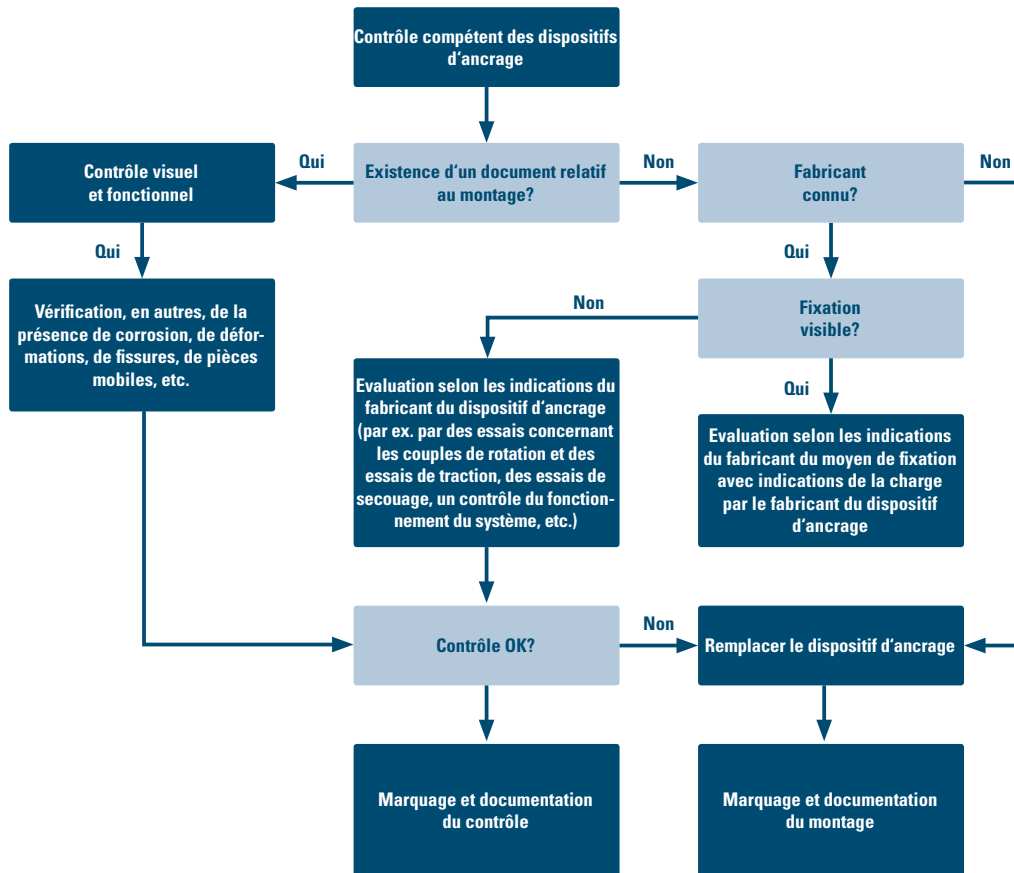 Contrôle compétent des dispositifs
d‘ancrage
Contrôle visuel
et fonctionnel
Qui
Existence d‘un document relatif
au montage?
Non
Fabricant
connu?
Non
Qui
Qui
Vérification, en autres, de la
présence de corrosion, de défor-
mations, de fissures, de pièces
mobiles, etc.
Non
Fixation
visible?
Evaluation selon les indications du
fabricant du dispositif d‘ancrage
(par ex. par des essais concernant
les couples de rotation et des
essais de traction, des essais de
secouage, un contrôle du fonction-
nement du système, etc.)
Qui
Evaluation selon les indications
du fabricant du moyen de fixation
avec indications de la charge
par le fabricant du dispositif
d‘ancrage
Contrôle OK?
Non
Remplacer le dispositif d‘ancrage
Marquage et documentation
du contrôle
Marquage et documentation
du montage